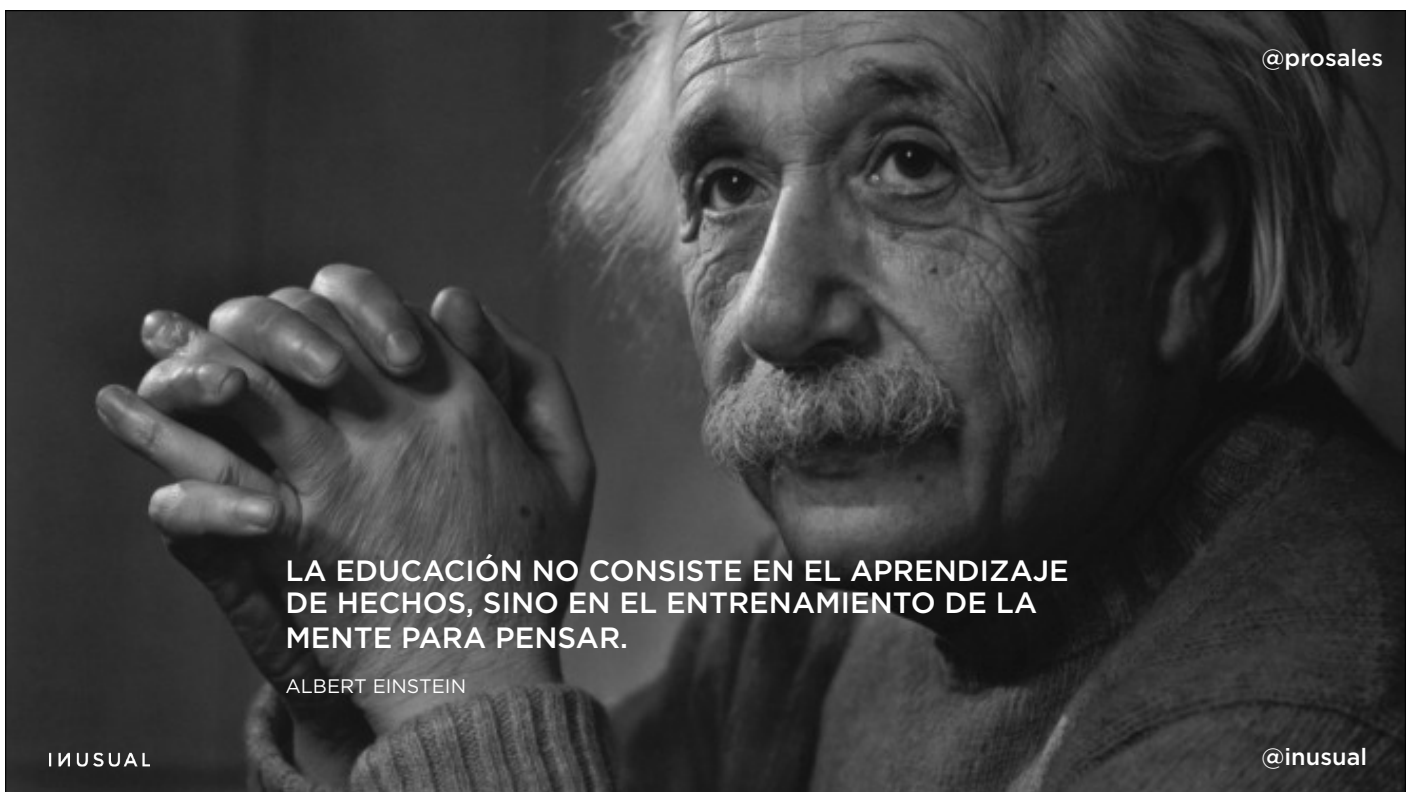 @prosales
LA EDUCACIÓN NO CONSISTE EN EL APRENDIZAJE
DE HECHOS, SINO EN EL ENTRENAMIENTO DE LA
MENTE PARA PENSAR.
ALBERT EINSTEIN
INUSUAL
@inusual